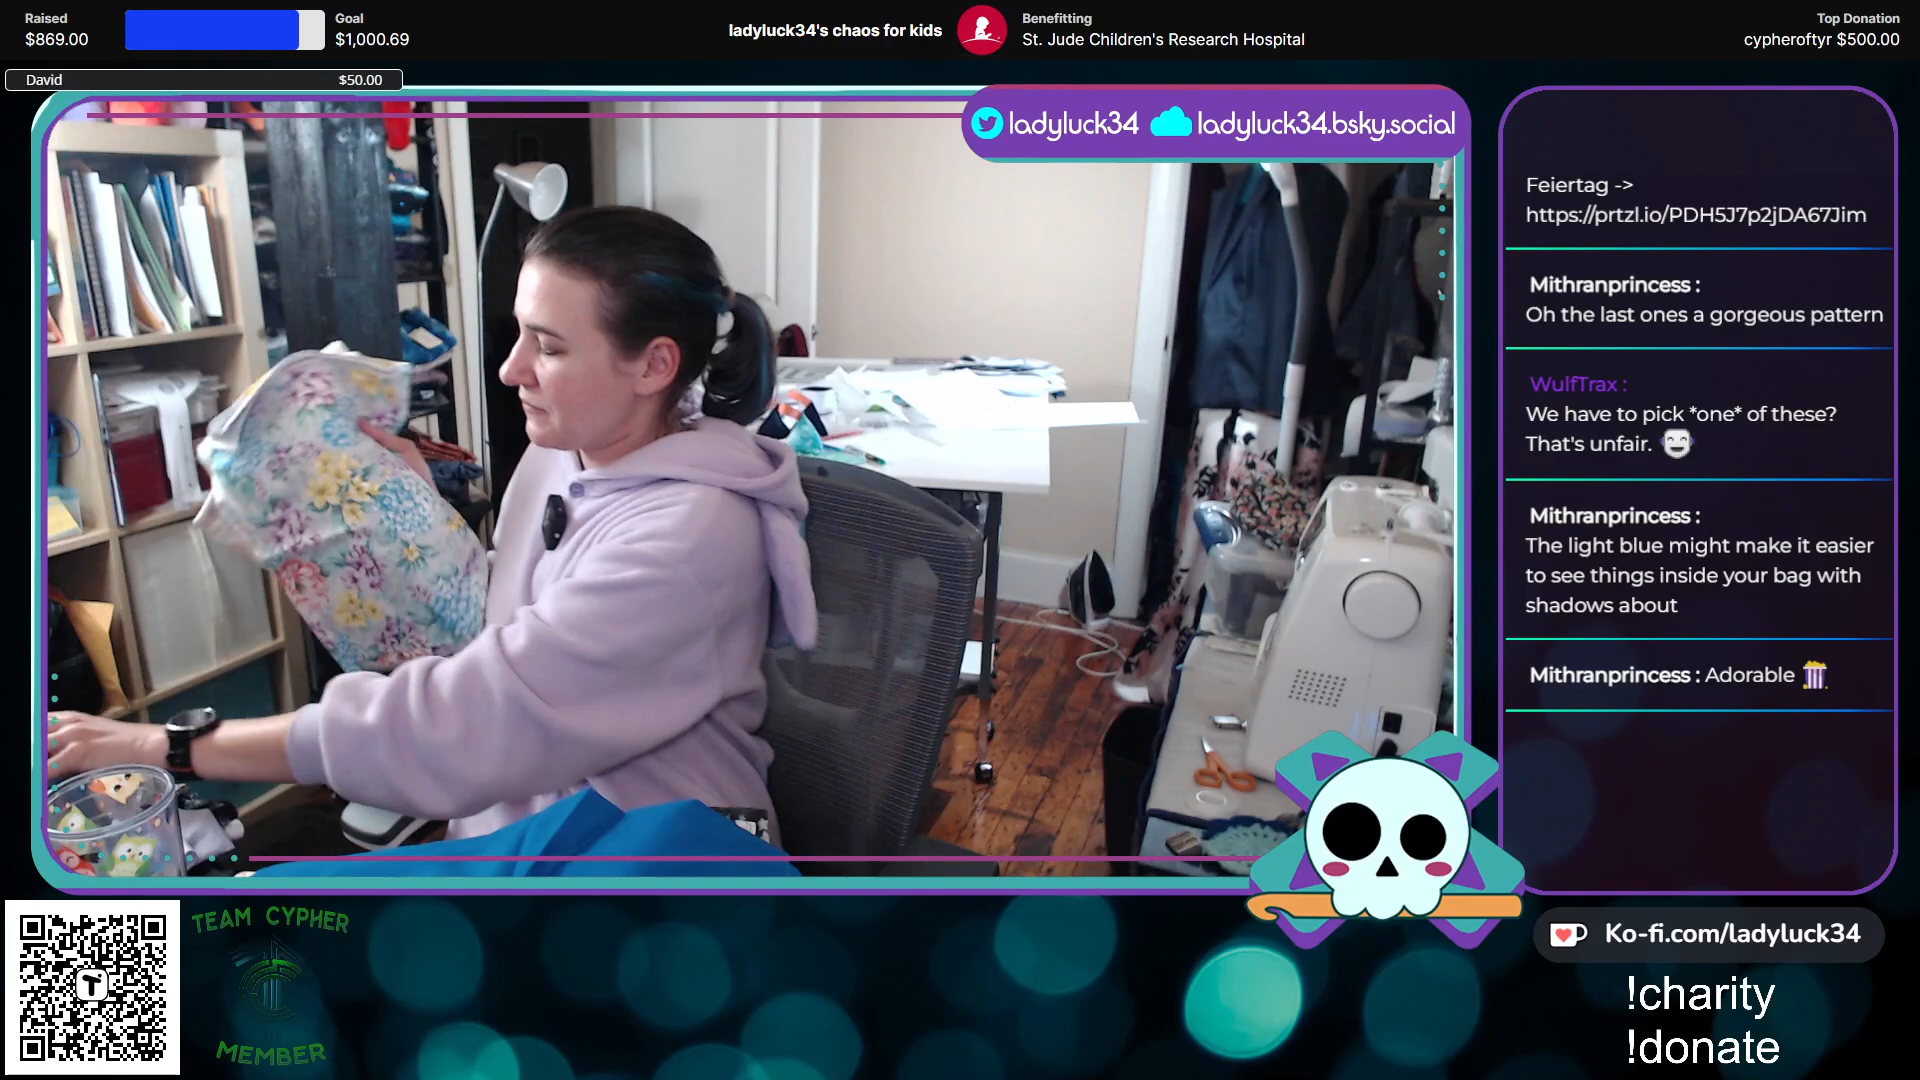 Raised
$869.00
Goal
$1,000.69
ladyluck34's chaos for kids
Benefitting
St. Jude Children's Research Hospital
Top Donation
cypheroftyr $500.00
David $50.00
ladyluck34 ladyluck34.bsky.social
Feiertag ->
https://prtzl.io/PDH5J7p2jDA67Jim
Mithranprincess :
Oh the last ones a gorgeous pattern
WulfTrax :
We have to pick *one* of these?
That's unfair.
Mithranprincess :
The light blue might make it easier
to see things inside your bag with
shadows about
Mithranprincess : Adorable
TEAM CYPHER
MEMBER
Ko-fi.com/ladyluck34
!charity
!donate